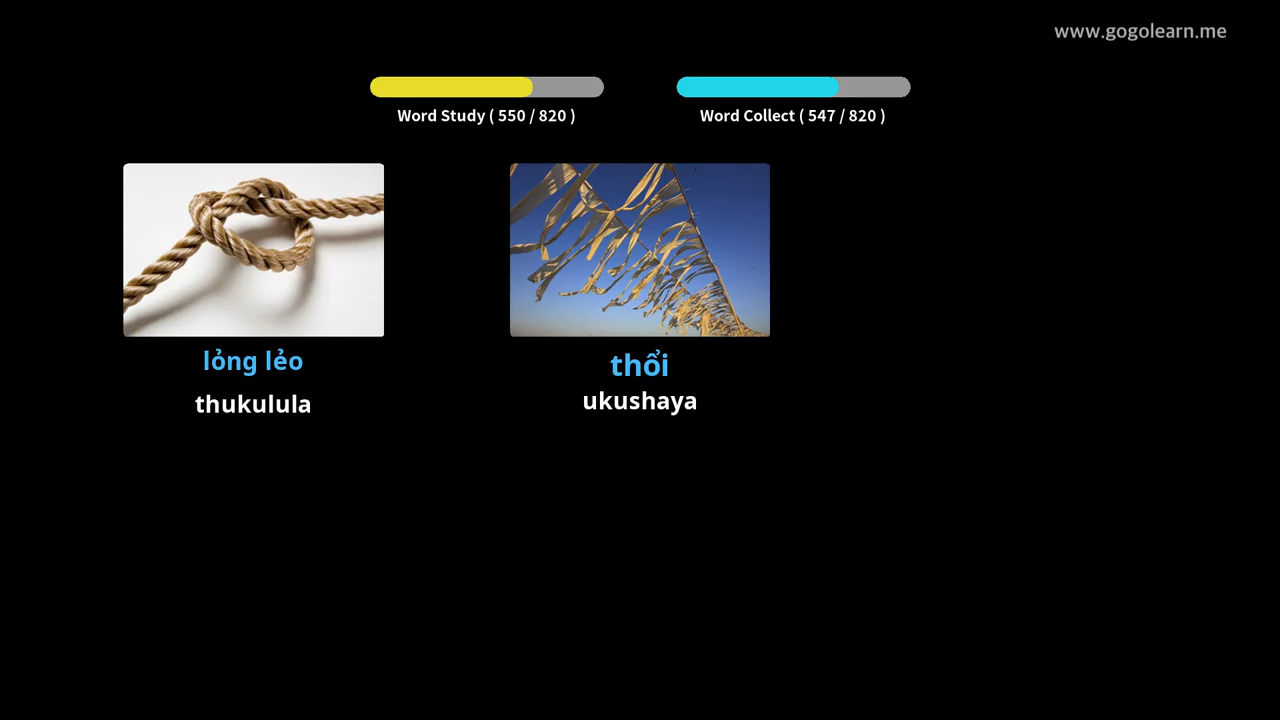 www.gogolearn.me
Word Study ( 550 / 820 )
Word Collect ( 547 / 820 )
lỏng lẻo
thukulula
thổi
ukushaya